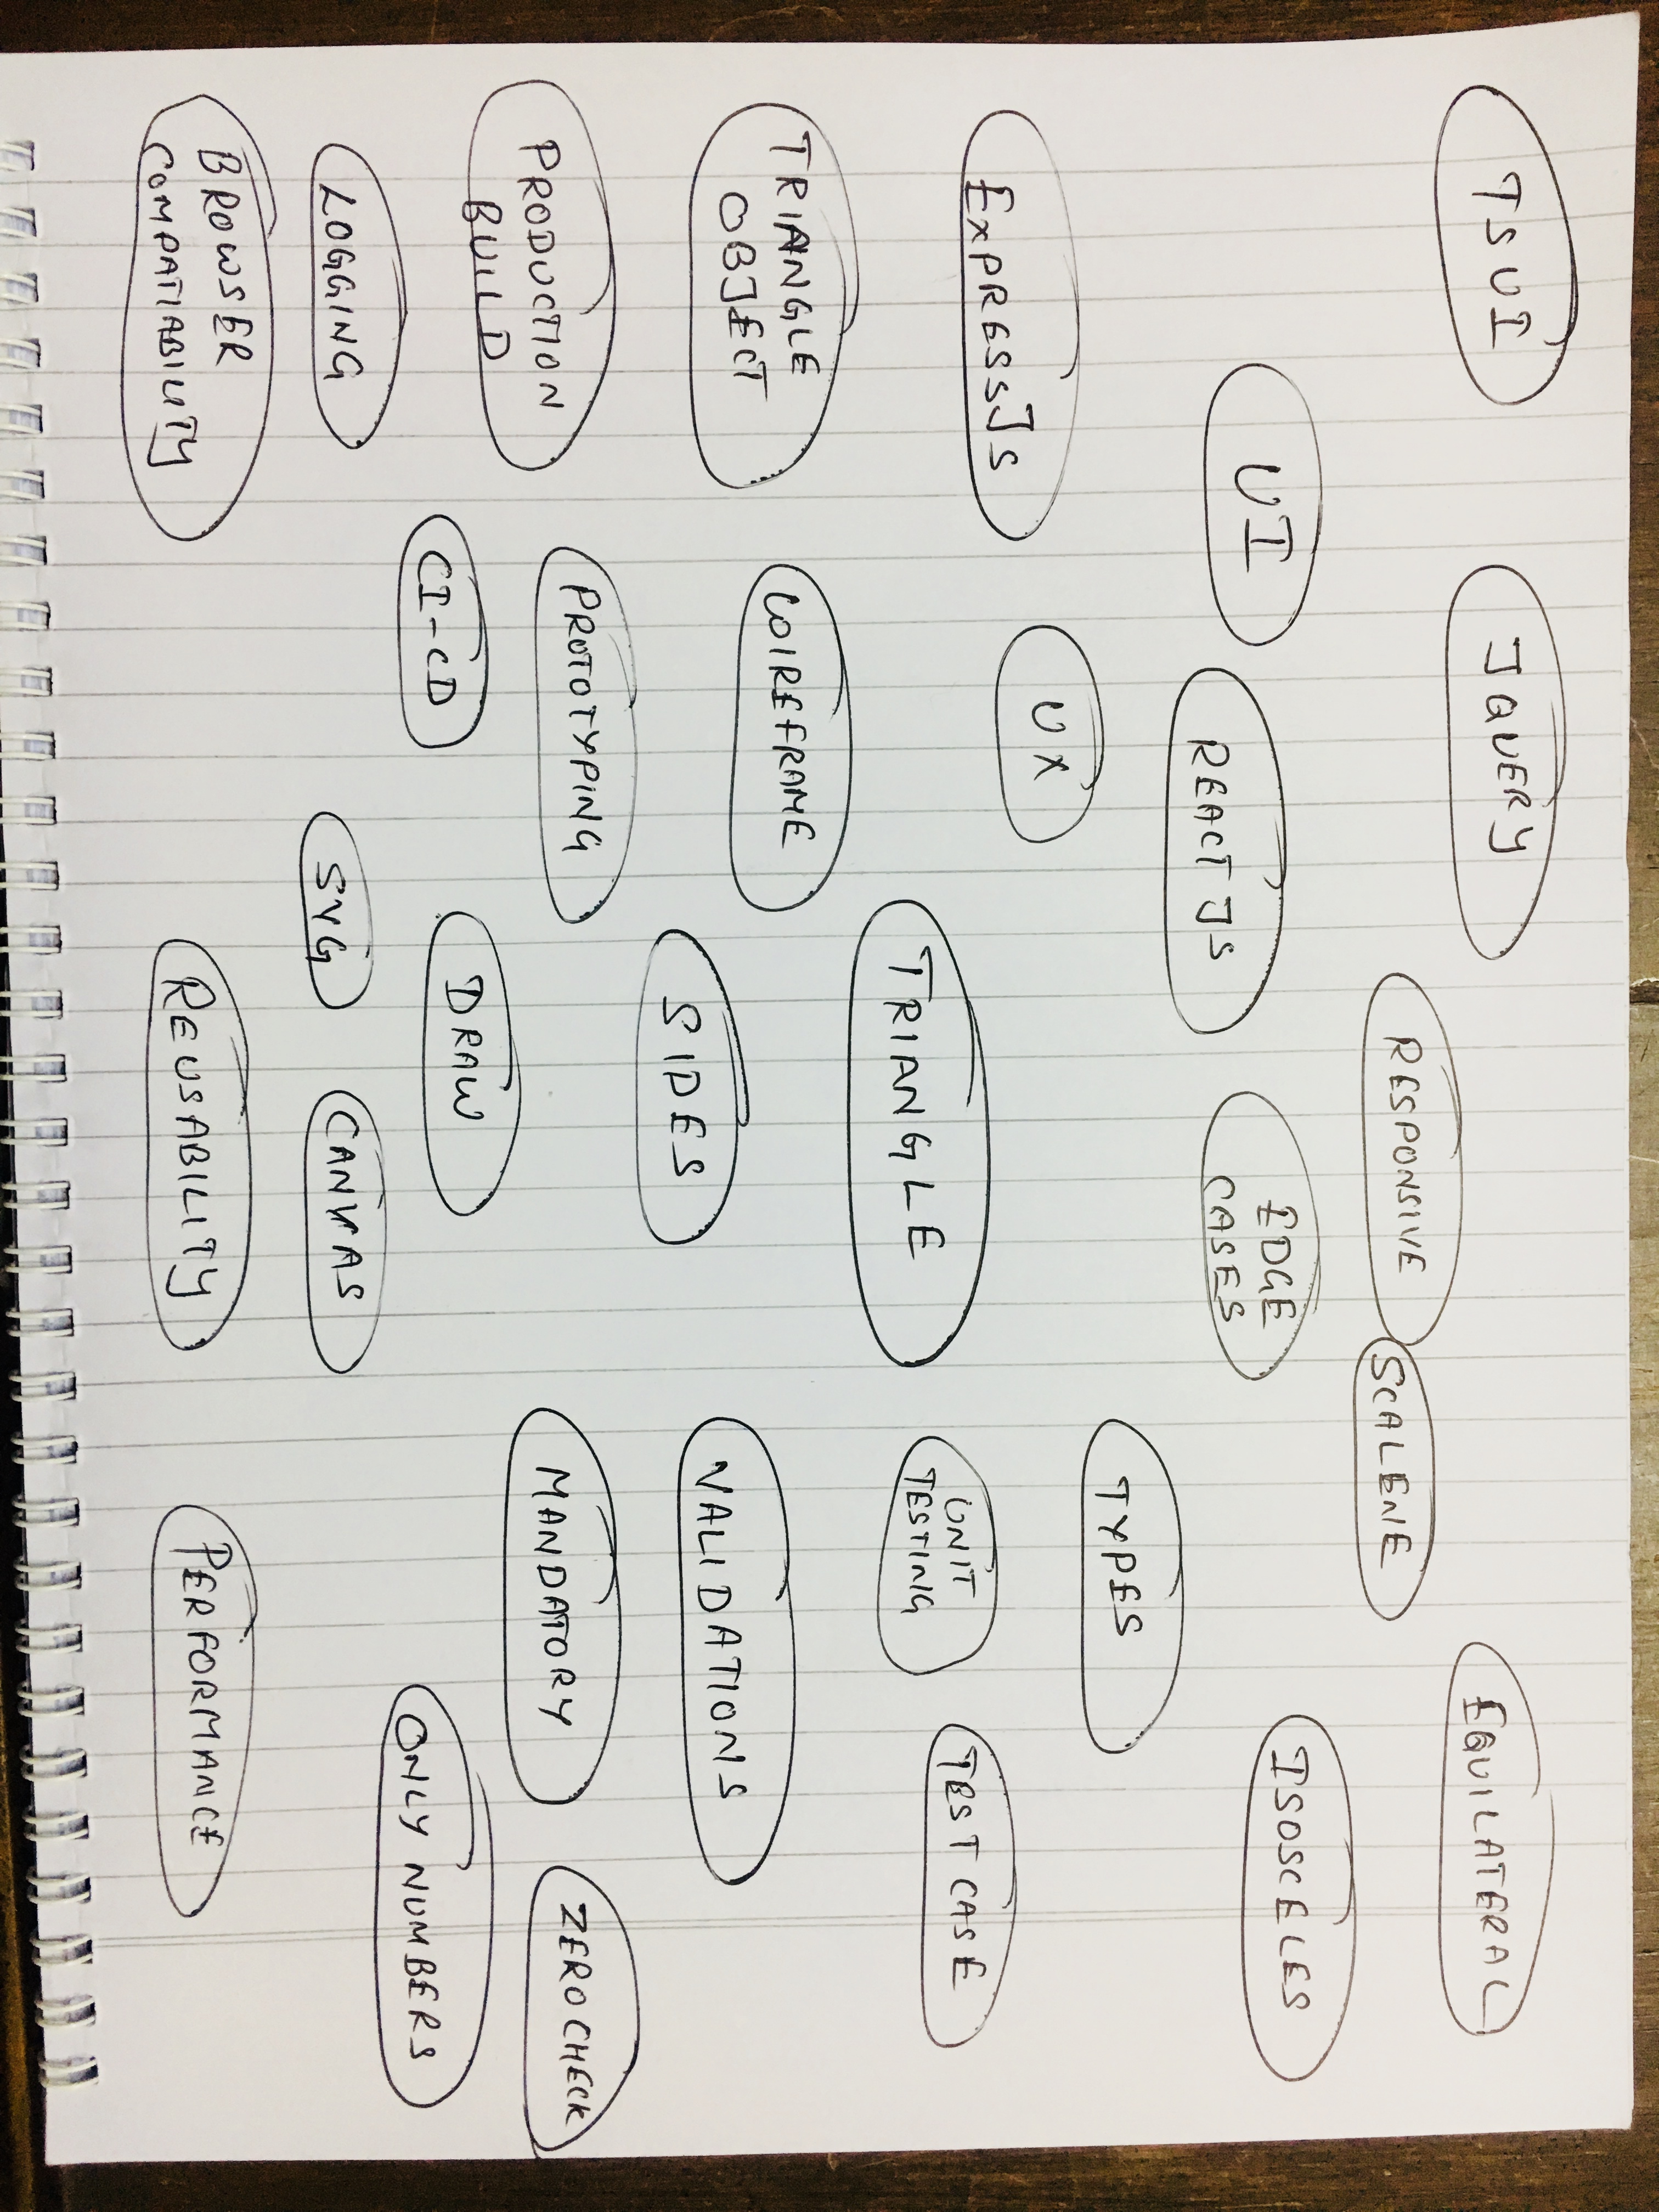 TSUI
JQUERY
EQUILATERAL
RESPONSIVE
SCALENE
UI
REACT JS
EDGE
CASES
ISOSCELES
TYPES
EXPRESSJS
UX
TRIANGLE
UNIT
TESTING
TEST CASE
TRIANGLE
OBJECT
WIREFRAME
SIDES
VALIDATIONS
PRODUCTION
BUILD
PROTOTYPING
MANDATORY
ZERO CHECK
CI-CD
DRAW
ONLY NUMBERS
LOGGING
SVG
CANVAS
BROWSER
COMPATIABILITY
REUSABILITY
PERFORMANCE